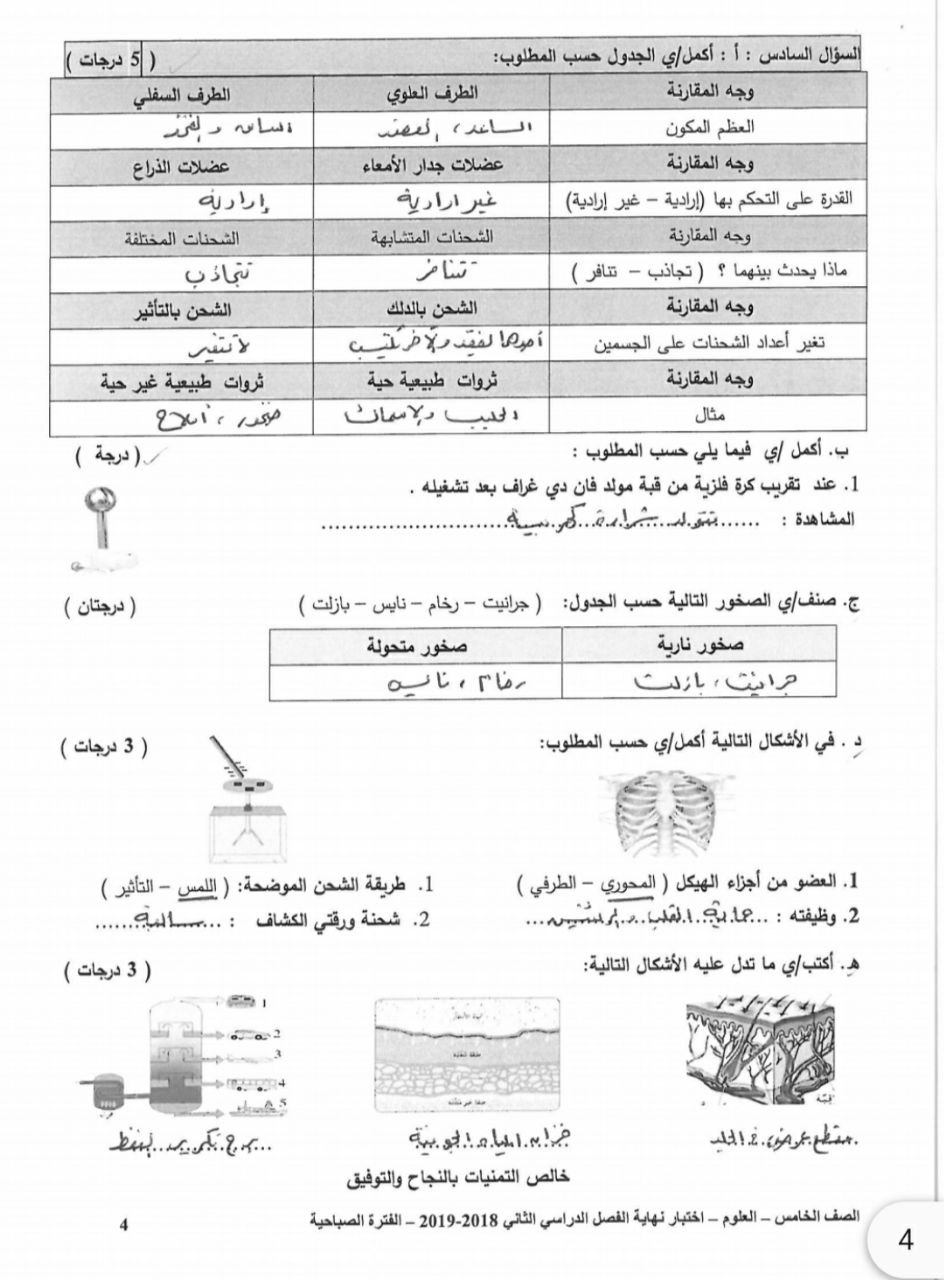 السؤال السادس : أ : أكمل/ي الجدول حسب المطلوب: ( 5 درجات )
وجه المقارنة الطرف العلوي الطرف السفلي
العظم المكون الساعد، العضد الساق والفخذ
وجه المقارنة عضلات جدار الأمعاء عضلات الذراع
القدرة على التحكم بها (إرادية – غير إرادية) غير ارادية إرادية
وجه المقارنة الشحنات المتشابهة الشحنات المختلفة
ماذا يحدث بينهما ؟ ( تجاذب – تنافر ) تتنافر تتجاذب
وجه المقارنة الشحن بالدلك الشحن بالتأثير
تغير أعداد الشحنات على الجسمين أحدها يفقد والآخر يكتسب لا تتغير
وجه المقارنة ثروات طبيعية حية ثروات طبيعية غير حية
مثال الحليب والاسماك صخور ، أملاح
ب. أكمل /ي فيما يلي حسب المطلوب : ( درجة )
1. عند تقريب كرة فلزية من قبة مولد فان دي غراف بعد تشغيله .
المشاهدة : ...... تتولد شرارة كهربية ......
ج. صنف/ي الصخور التالية حسب الجدول: ( جرانيت – رخام – نايس – بازلت ) ( درجتان )
صخور نارية صخور متحولة
جرانيت ، بازلت رخام ، نايس
د . في الأشكال التالية أكمل/ي حسب المطلوب: ( 3 درجات )
1. العضو من أجزاء الهيكل ( المحوري – الطرفي ) 1. طريقة الشحن الموضحة: ( اللمس – التأثير )
2. وظيفته : ... حماية القلب والرئتين ... 2. شحنة ورقتي الكشاف : ...... سالبة ......
هـ. أكتب/ي ما تدل عليه الأشكال التالية: ( 3 درجات )
1
2
3
4
5
مقطع عرضي في الجلد خزان المياه الجوفية برج تكرير النفط
خالص التمنيات بالنجاح والتوفيق
الصف الخامس – العلوم – اختبار نهاية الفصل الدراسي الثاني 2018-2019 – الفترة الصباحية 4
4